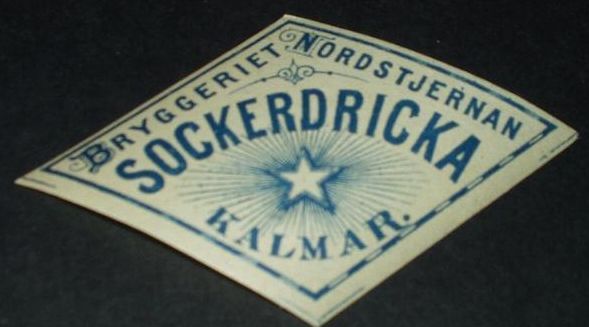 BRYGGERIET NORDSTJERNAN
SOCKERDRICKA
KALMAR.